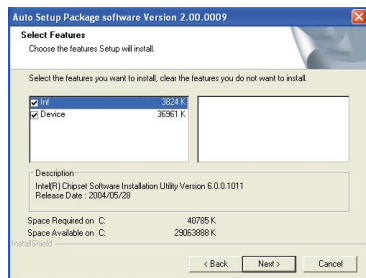 Auto Setup Package software Version 2.00.0009
Select Features
Choose the features Setup will install.
Select the features you want to install, clear the features you do not want to install.
Inf 3824 K
Device 36961 K
Description
Intel(R) Chipset Software Installation Utility Version 6.0.0.1011
Release Date : 2004/05/28
Space Required on C: 40785 K
Space Available on C: 29063888 K
InstallShield
< Back Next > Cancel